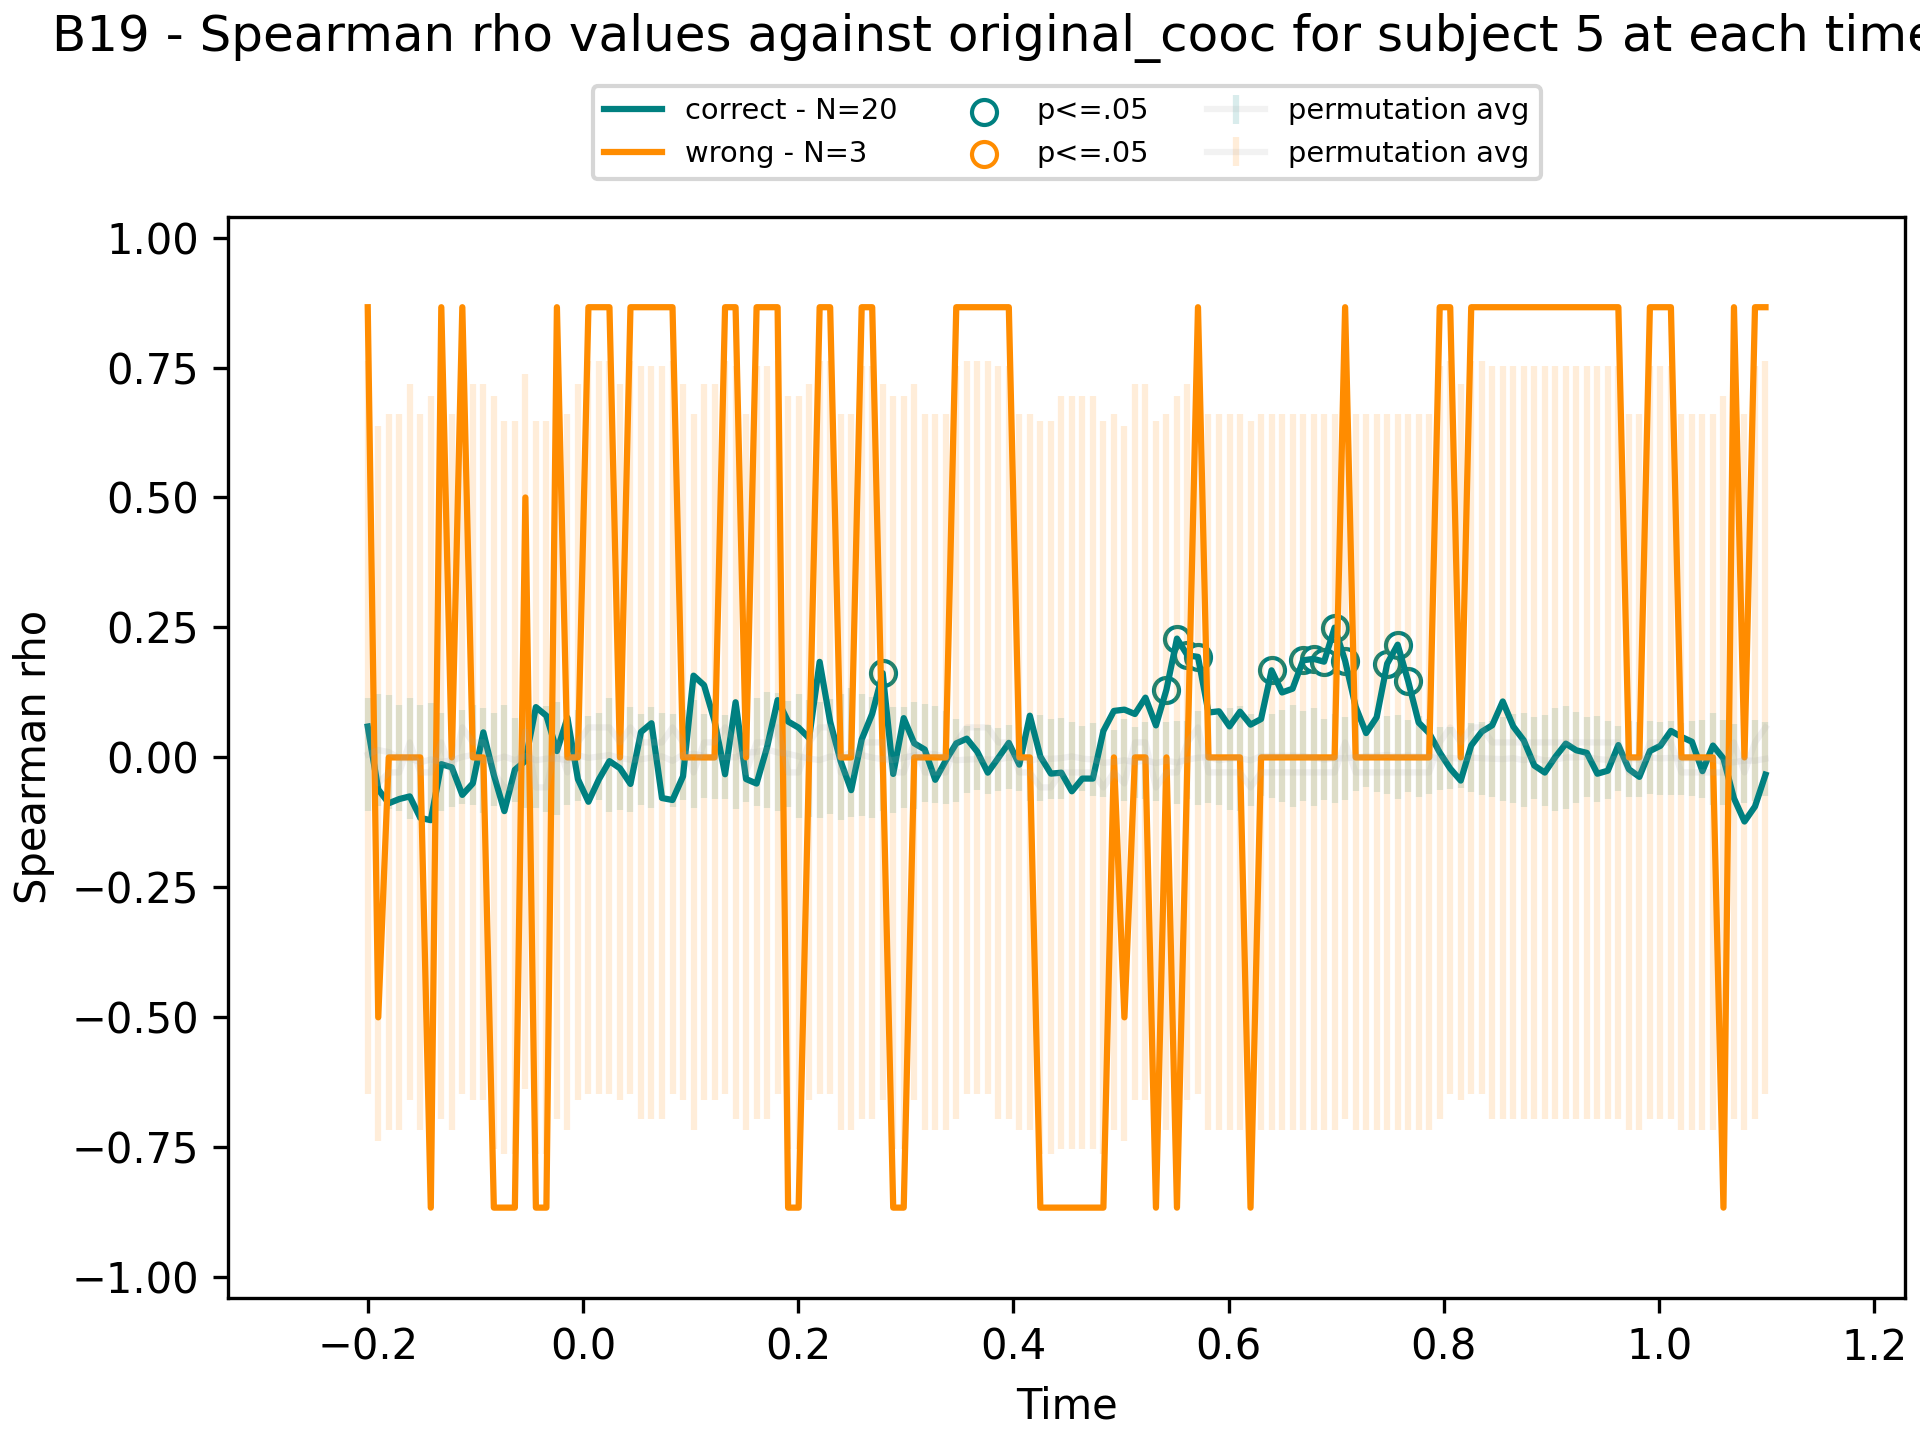 B19 - Spearman rho values against original_cooc for subject 5 at each time
correct - N=20
wrong - N=3
p<=.05
p<=.05
permutation avg
permutation avg
1.00
0.75
0.50
0.25
0.00
−0.25
−0.50
−0.75
−1.00
Spearman rho
−0.2 0.0 0.2 0.4 0.6 0.8 1.0 1.2
Time